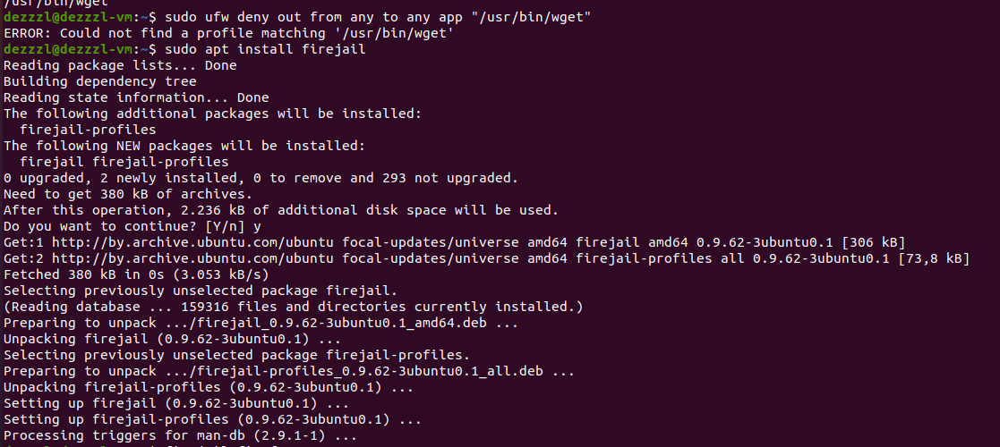 /usr/bin/wget
dezzzl@dezzzl-vm:~$ sudo ufw deny out from any to any app "/usr/bin/wget"
ERROR: Could not find a profile matching '/usr/bin/wget'
dezzzl@dezzzl-vm:~$ sudo apt install firejail
Reading package lists... Done
Building dependency tree
Reading state information... Done
The following additional packages will be installed:
  firejail-profiles
The following NEW packages will be installed:
  firejail firejail-profiles
0 upgraded, 2 newly installed, 0 to remove and 293 not upgraded.
Need to get 380 kB of archives.
After this operation, 2.236 kB of additional disk space will be used.
Do you want to continue? [Y/n] y
Get:1 http://by.archive.ubuntu.com/ubuntu focal-updates/universe amd64 firejail amd64 0.9.62-3ubuntu0.1 [306 kB]
Get:2 http://by.archive.ubuntu.com/ubuntu focal-updates/universe amd64 firejail-profiles all 0.9.62-3ubuntu0.1 [73,8 kB]
Fetched 380 kB in 0s (3.053 kB/s)
Selecting previously unselected package firejail.
(Reading database ... 159316 files and directories currently installed.)
Preparing to unpack .../firejail_0.9.62-3ubuntu0.1_amd64.deb ...
Unpacking firejail (0.9.62-3ubuntu0.1) ...
Selecting previously unselected package firejail-profiles.
Preparing to unpack .../firejail-profiles_0.9.62-3ubuntu0.1_all.deb ...
Unpacking firejail-profiles (0.9.62-3ubuntu0.1) ...
Setting up firejail (0.9.62-3ubuntu0.1) ...
Setting up firejail-profiles (0.9.62-3ubuntu0.1) ...
Processing triggers for man-db (2.9.1-1) ...